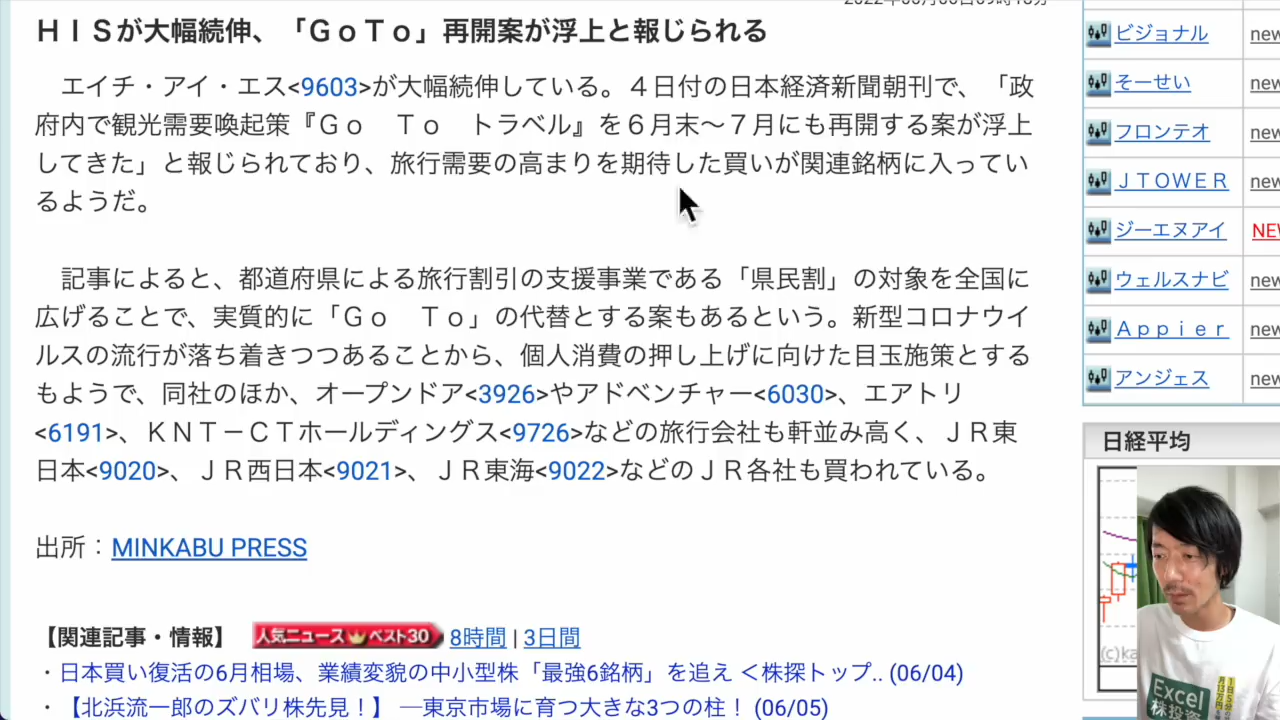 ＨＩＳが大幅続伸、「ＧｏＴｏ」再開案が浮上と報じられる
　エイチ・アイ・エス<9603>が大幅続伸している。４日付の日本経済新聞朝刊で、「政
府内で観光需要喚起策『Ｇｏ　Ｔｏ　トラベル』を６月末～７月にも再開する案が浮上
してきた」と報じられており、旅行需要の高まりを期待した買いが関連銘柄に入ってい
るようだ。
　記事によると、都道府県による旅行割引の支援事業である「県民割」の対象を全国に
広げることで、実質的に「Ｇｏ　Ｔｏ」の代替とする案もあるという。新型コロナウイ
ルスの流行が落ち着きつつあることから、個人消費の押し上げに向けた目玉施策とする
もようで、同社のほか、オープンドア<3926>やアドベンチャー<6030>、エアトリ
<6191>、ＫＮＴ－ＣＴホールディングス<9726>などの旅行会社も軒並み高く、ＪＲ東
日本<9020>、ＪＲ西日本<9021>、ＪＲ東海<9022>などのＪＲ各社も買われている。
出所：MINKABU PRESS
【関連記事・情報】 人気ニュース ベスト30 8時間 | 3日間
・日本買い復活の6月相場、業績変貌の中小型株「最強6銘柄」を追え ＜株探トップ.. (06/04)
・【北浜流一郎のズバリ株先見！】 ―東京市場に育つ大きな3つの柱！ (06/05)
ビジョナル new
そーせい new
フロンテオ new
ＪＴＯＷＥＲ new
ジーエヌアイ NEW
ウェルスナビ new
Ａｐｐｉｅｒ new
アンジェス new
日経平均
(c)ka
Excel
株投資